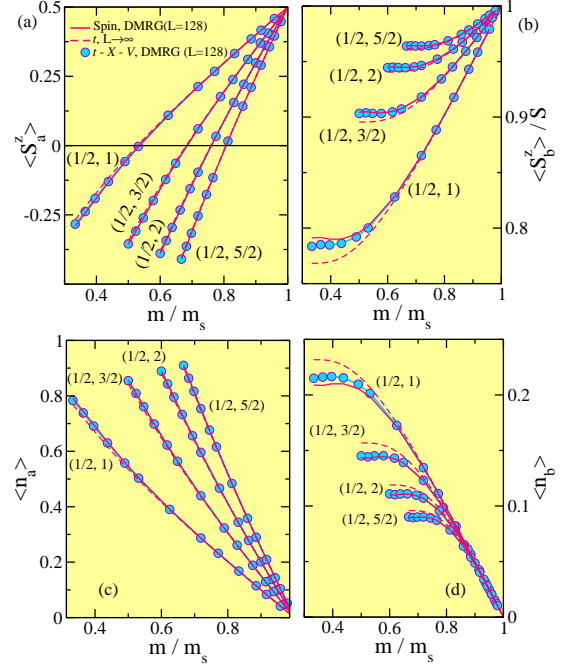 (a)
Spin, DMRG(L=128)
t, L→∞
t - X - V, DMRG (L=128)
0.5
0.25
0
-0.25
<S_a^z>
(1/2, 1)
(1/2, 3/2)
(1/2, 2)
(1/2, 5/2)
0.4 0.6 0.8 1
m / m_s
(b)
(1/2, 5/2)
(1/2, 2)
(1/2, 3/2)
(1/2, 1)
1
0.9
0.8
<S_b^z> / S
0.4 0.6 0.8 1
m / m_s
1
0.8
0.6
0.4
0.2
0
<n_a>
(1/2, 2)
(1/2, 3/2)
(1/2, 5/2)
(1/2, 1)
(c)
0.4 0.6 0.8
m / m_s
(1/2, 1)
(1/2, 3/2)
(1/2, 2)
(1/2, 5/2)
(d)
0.2
0.1
0
<n_b>
0.4 0.6 0.8 1
m / m_s